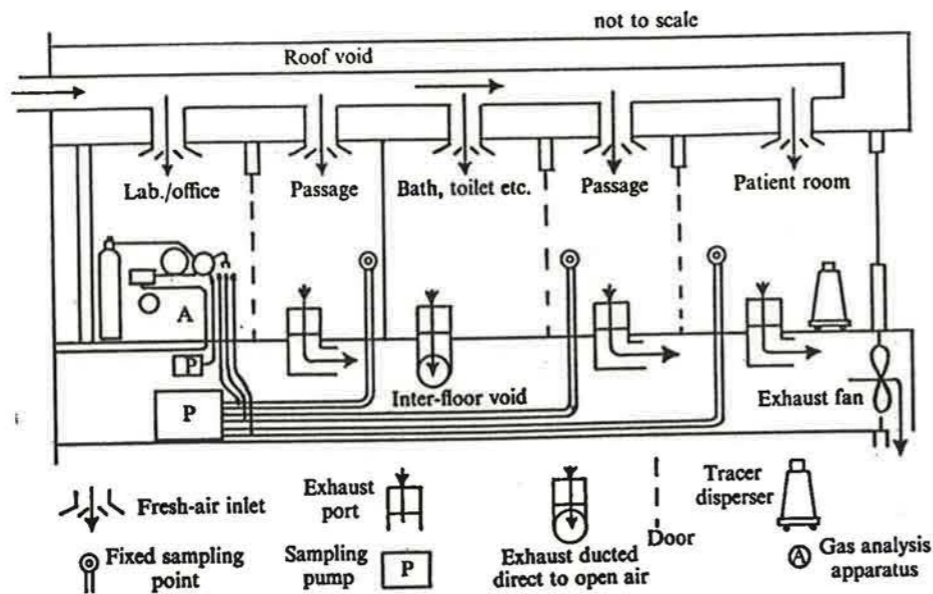 not to scale
Roof void
Lab./office
Passage
Bath, toilet etc.
Passage
Patient room
A
P
P
Inter-floor void
Exhaust fan
Fresh-air inlet
Exhaust
port
Exhaust ducted
direct to open air
Door
Tracer
disperser
Fixed sampling
point
Sampling
pump
P
A
Gas analysis
apparatus